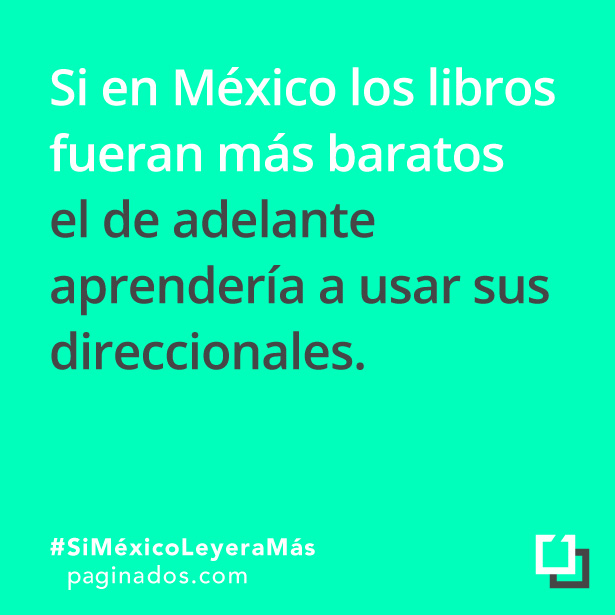 Si en México los libros
fueran más baratos
el de adelante
aprendería a usar sus
direccionales.
#SiMéxicoLeyeraMás
paginados.com